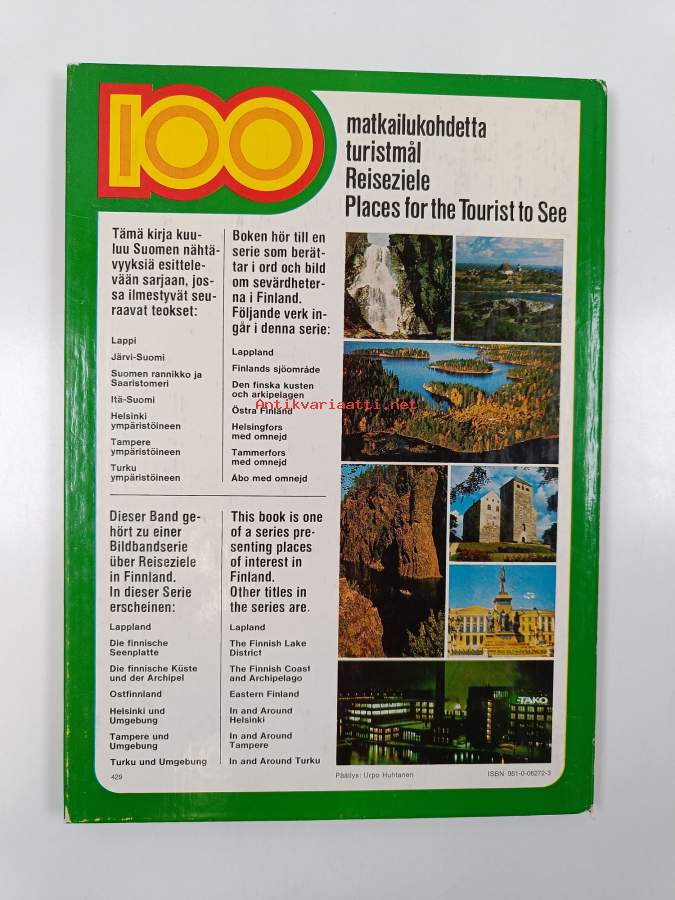 100
matkailukohdetta
turistmål
Reiseziele
Places for the Tourist to See
Tämä kirja kuu-
luu Suomen nähtä-
vyyksiä esittele-
vään sarjaan, jos-
sa ilmestyvät seu-
raavat teokset:
Lappi
Järvi-Suomi
Suomen rannikko ja
Saaristomeri
Itä-Suomi
Helsinki
ympäristöineen
Tampere
ympäristöineen
Turku
ympäristöineen
Boken hör till en
serie som berät-
tar i ord och bild
om sevärdheter-
na i Finland.
Följande verk in-
går i denna serie:
Lappland
Finlands sjöområde
Den finska kusten
och arkipelagen
Östra Finland
Helsingfors
med omnejd
Tammerfors
med omnejd
Åbo med omnejd
Antikvariaatti.net
Dieser Band ge-
hört zu einer
Bildbandserie
über Reiseziele
in Finnland.
In dieser Serie
erscheinen:
Lappland
Die finnische
Seenplatte
Die finnische Küste
und der Archipel
Ostfinnland
Helsinki und
Umgebung
Tampere und
Umgebung
Turku und Umgebung
This book is one
of a series pre-
senting places
of interest in
Finland.
Other titles in
the series are.
Lapland
The Finnish Lake
District
The Finnish Coast
and Archipelago
Eastern Finland
In and Around
Helsinki
In and Around
Tampere
In and Around Turku
TAKO
429
Päällys: Urpo Huhtanen
ISBN 951-0-06272-3